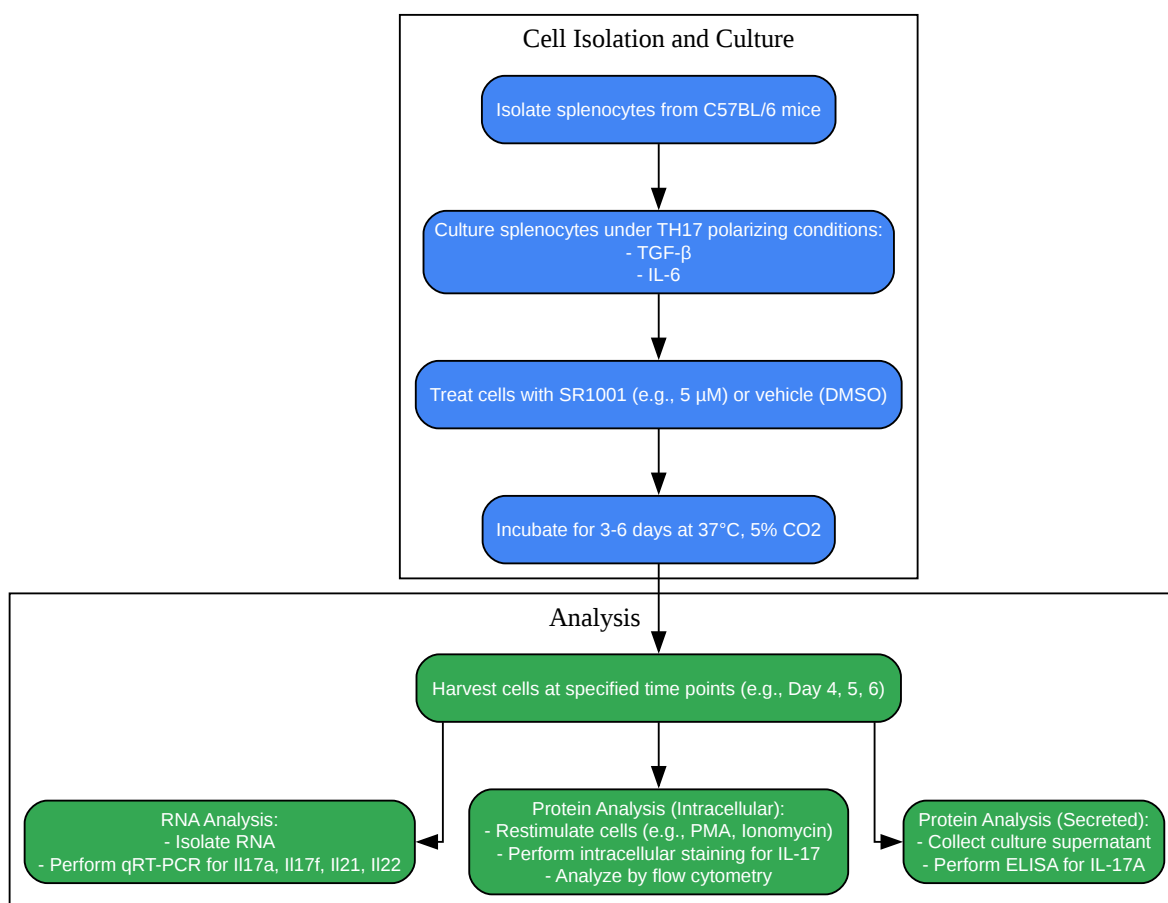 Cell Isolation and Culture
Isolate splenocytes from C57BL/6 mice
Culture splenocytes under TH17 polarizing conditions:
- TGF-β
- IL-6
Treat cells with SR1001 (e.g., 5 µM) or vehicle (DMSO)
Incubate for 3-6 days at 37°C, 5% CO2
Analysis
Harvest cells at specified time points (e.g., Day 4, 5, 6)
RNA Analysis:
- Isolate RNA
- Perform qRT-PCR for Il17a, Il17f, Il21, Il22
Protein Analysis (Intracellular):
- Restimulate cells (e.g., PMA, Ionomycin)
- Perform intracellular staining for IL-17
- Analyze by flow cytometry
Protein Analysis (Secreted):
- Collect culture supernatant
- Perform ELISA for IL-17A